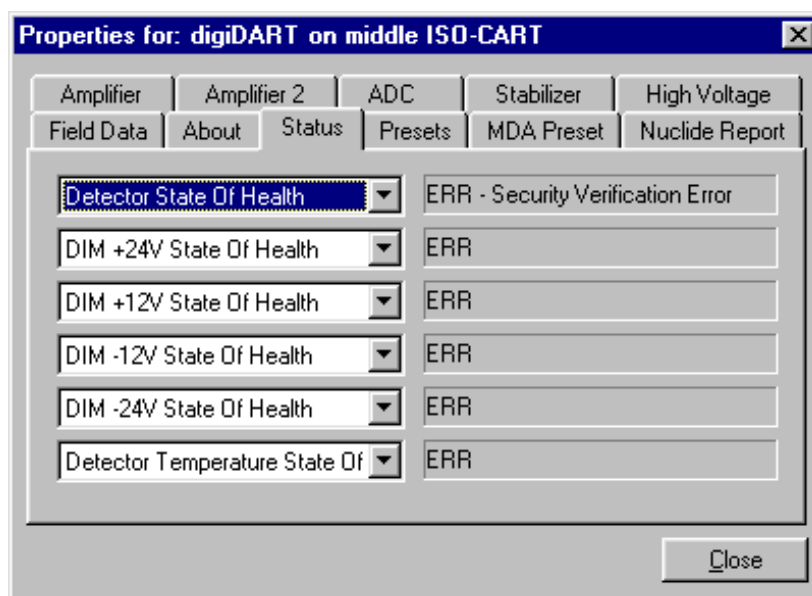 Properties for: digiDART on middle ISO-CART
Amplifier Amplifier 2 ADC Stabilizer High Voltage
Field Data About Status Presets MDA Preset Nuclide Report
Detector State Of Health ERR - Security Verification Error
DIM +24V State Of Health ERR
DIM +12V State Of Health ERR
DIM -12V State Of Health ERR
DIM -24V State Of Health ERR
Detector Temperature State Of ERR
Close